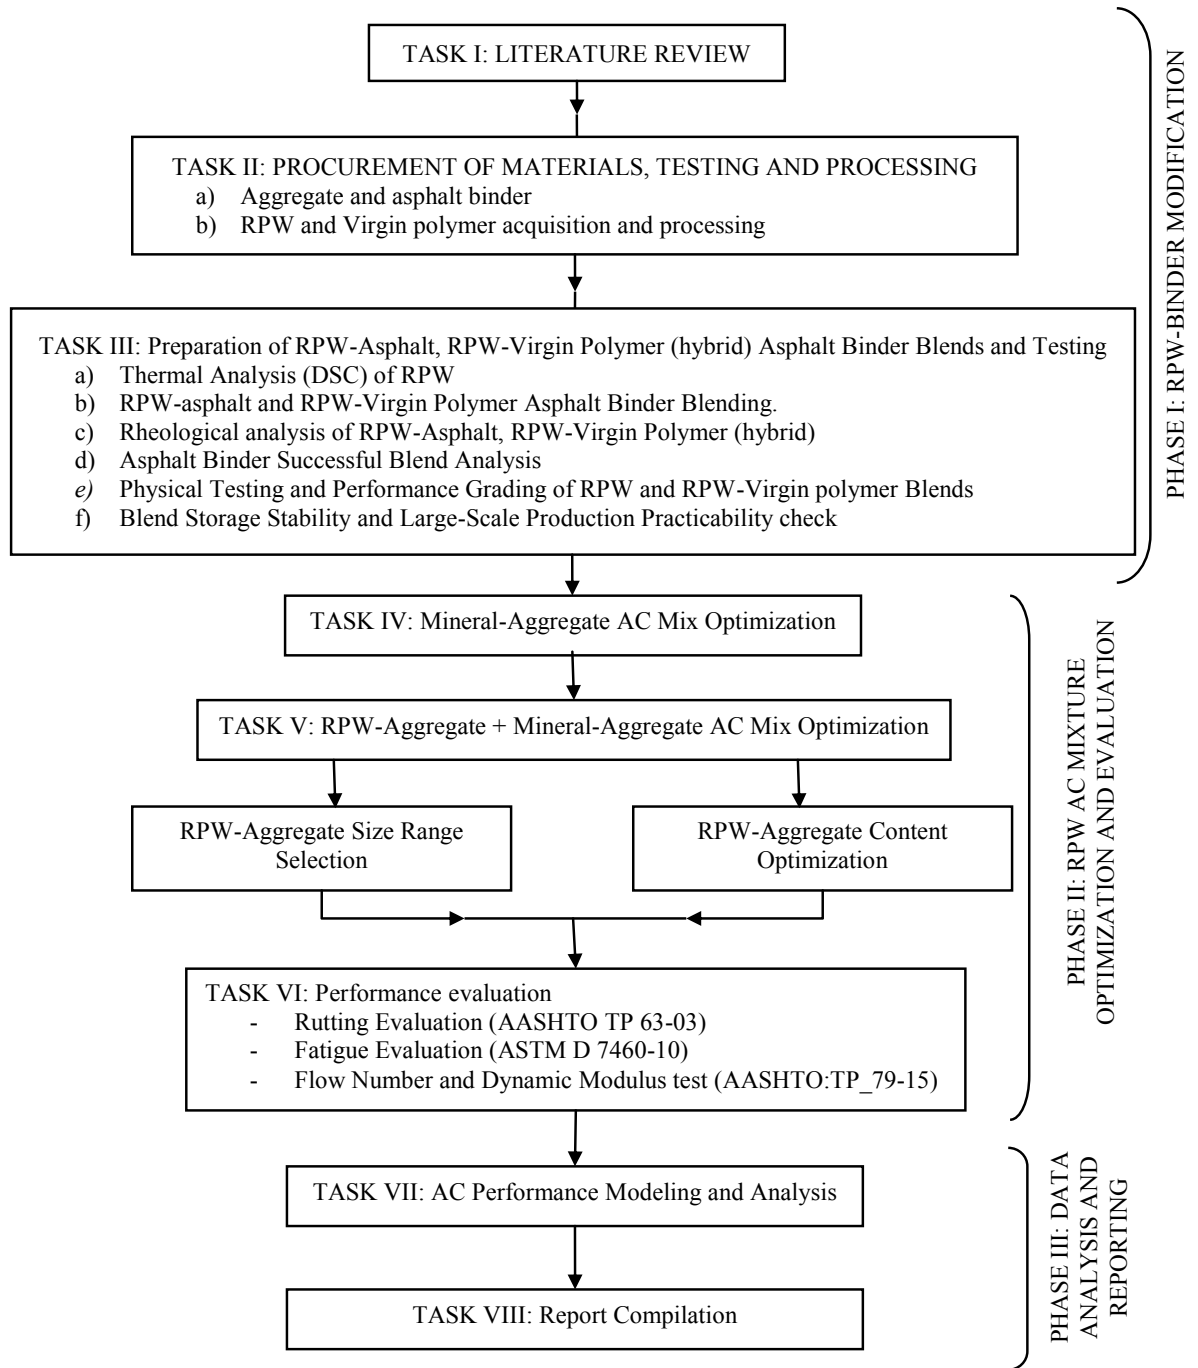 TASK I: LITERATURE REVIEW
TASK II: PROCUREMENT OF MATERIALS, TESTING AND PROCESSING
a) Aggregate and asphalt binder
b) RPW and Virgin polymer acquisition and processing
TASK III: Preparation of RPW-Asphalt, RPW-Virgin Polymer (hybrid) Asphalt Binder Blends and Testing
a) Thermal Analysis (DSC) of RPW
b) RPW-asphalt and RPW-Virgin Polymer Asphalt Binder Blending.
c) Rheological analysis of RPW-Asphalt, RPW-Virgin Polymer (hybrid)
d) Asphalt Binder Successful Blend Analysis
e) Physical Testing and Performance Grading of RPW and RPW-Virgin polymer Blends
f) Blend Storage Stability and Large-Scale Production Practicability check
PHASE I: RPW-BINDER MODIFICATION
TASK IV: Mineral-Aggregate AC Mix Optimization
TASK V: RPW-Aggregate + Mineral-Aggregate AC Mix Optimization
RPW-Aggregate Size Range
Selection
RPW-Aggregate Content
Optimization
TASK VI: Performance evaluation
- Rutting Evaluation (AASHTO TP 63-03)
- Fatigue Evaluation (ASTM D 7460-10)
- Flow Number and Dynamic Modulus test (AASHTO:TP_79-15)
PHASE II: RPW AC MIXTURE
OPTIMIZATION AND EVALUATION
TASK VII: AC Performance Modeling and Analysis
TASK VIII: Report Compilation
PHASE III: DATA
ANALYSIS AND
REPORTING